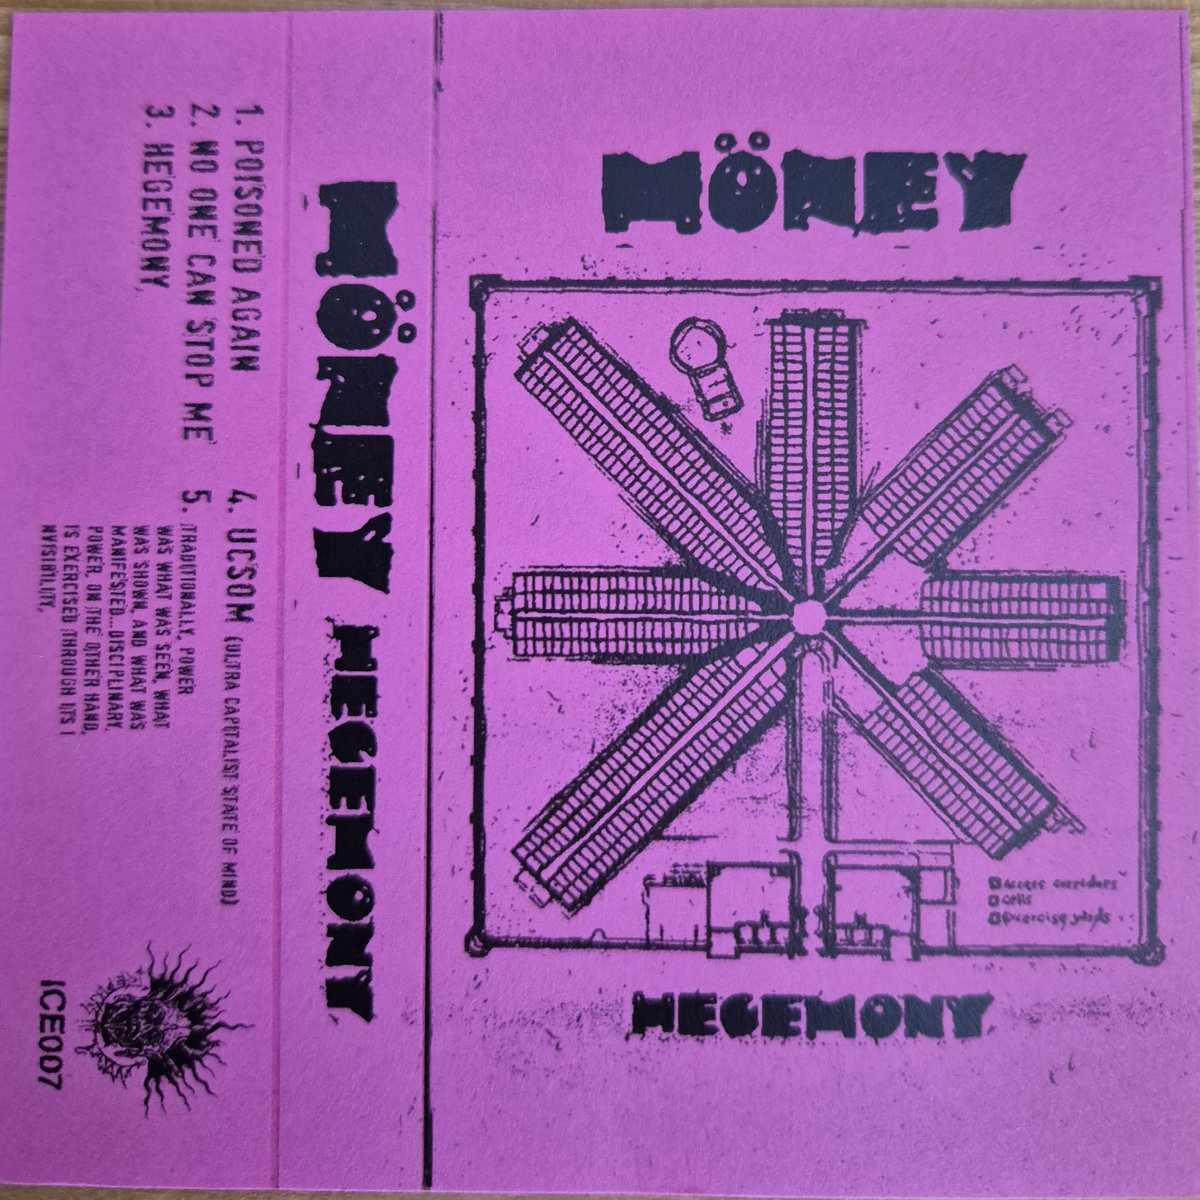 MÖNEY
□ access corridors
□ cells
□ exercise yards
HEGEMONY
MÖNEY HEGEMONY
1. POISONED AGAIN
2. NO ONE CAN STOP ME
3. HEGEMONY
4. UCSOM (ULTRA CAPITALIST STATE OF MIND)
5. TRADITIONALLY, POWER
WAS WHAT WAS SEEN, WHAT
WAS SHOWN, AND WHAT WAS
MANIFESTED... DISCIPLINARY
POWER, ON THE OTHER HAND,
IS EXERCISED THROUGH ITS I
NVISIBILITY.
ICE007